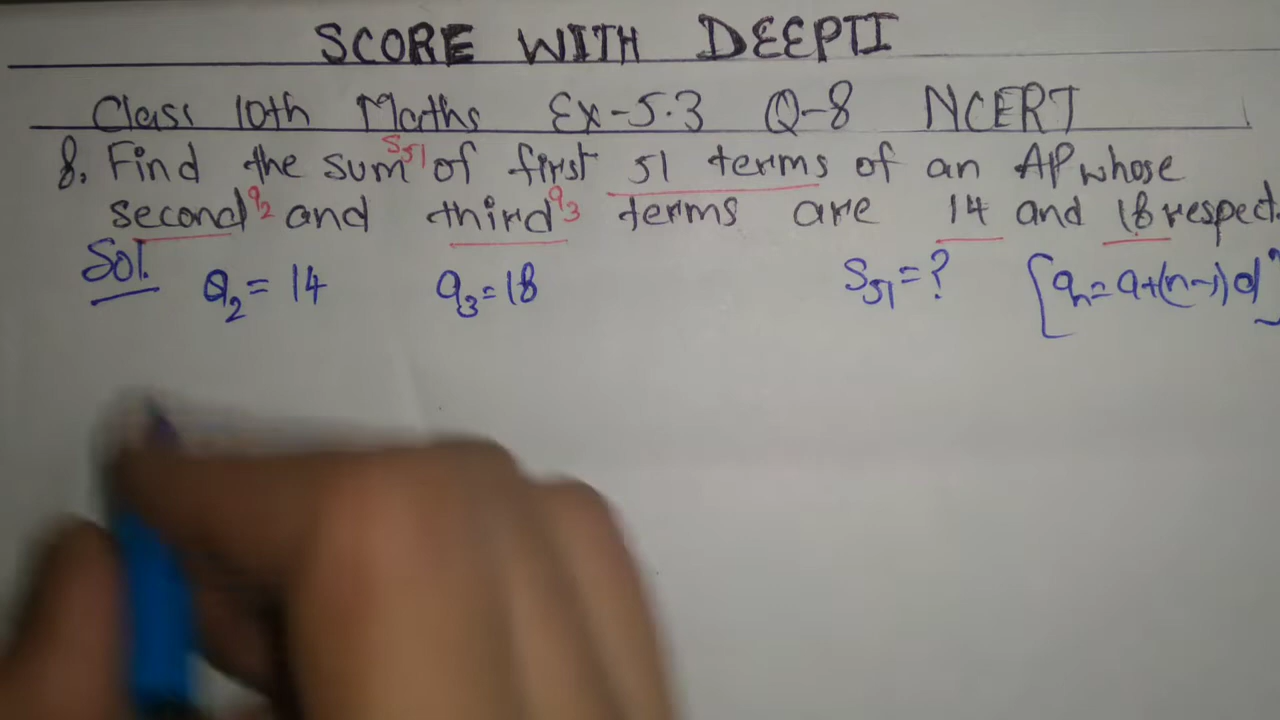 SCORE WITH DEEPTI
Class 10th Maths Ex-5.3 Q-8 NCERT
8. Find the sum S51 of first 51 terms of an AP whose
second a2 and third a3 terms are 14 and 18 respect.
Sol. a2 = 14 a3 = 18 S51 = ? [an = a+(n-1)d]